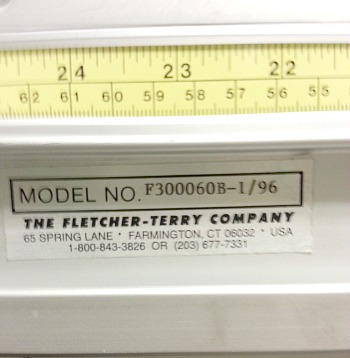 24 23 22
62 61 60 59 58 57 56 55
MODEL NO. F300060B-1/96
THE FLETCHER-TERRY COMPANY
65 SPRING LANE • FARMINGTON, CT 06032 • USA
1-800-843-3826 OR (203) 677-7331